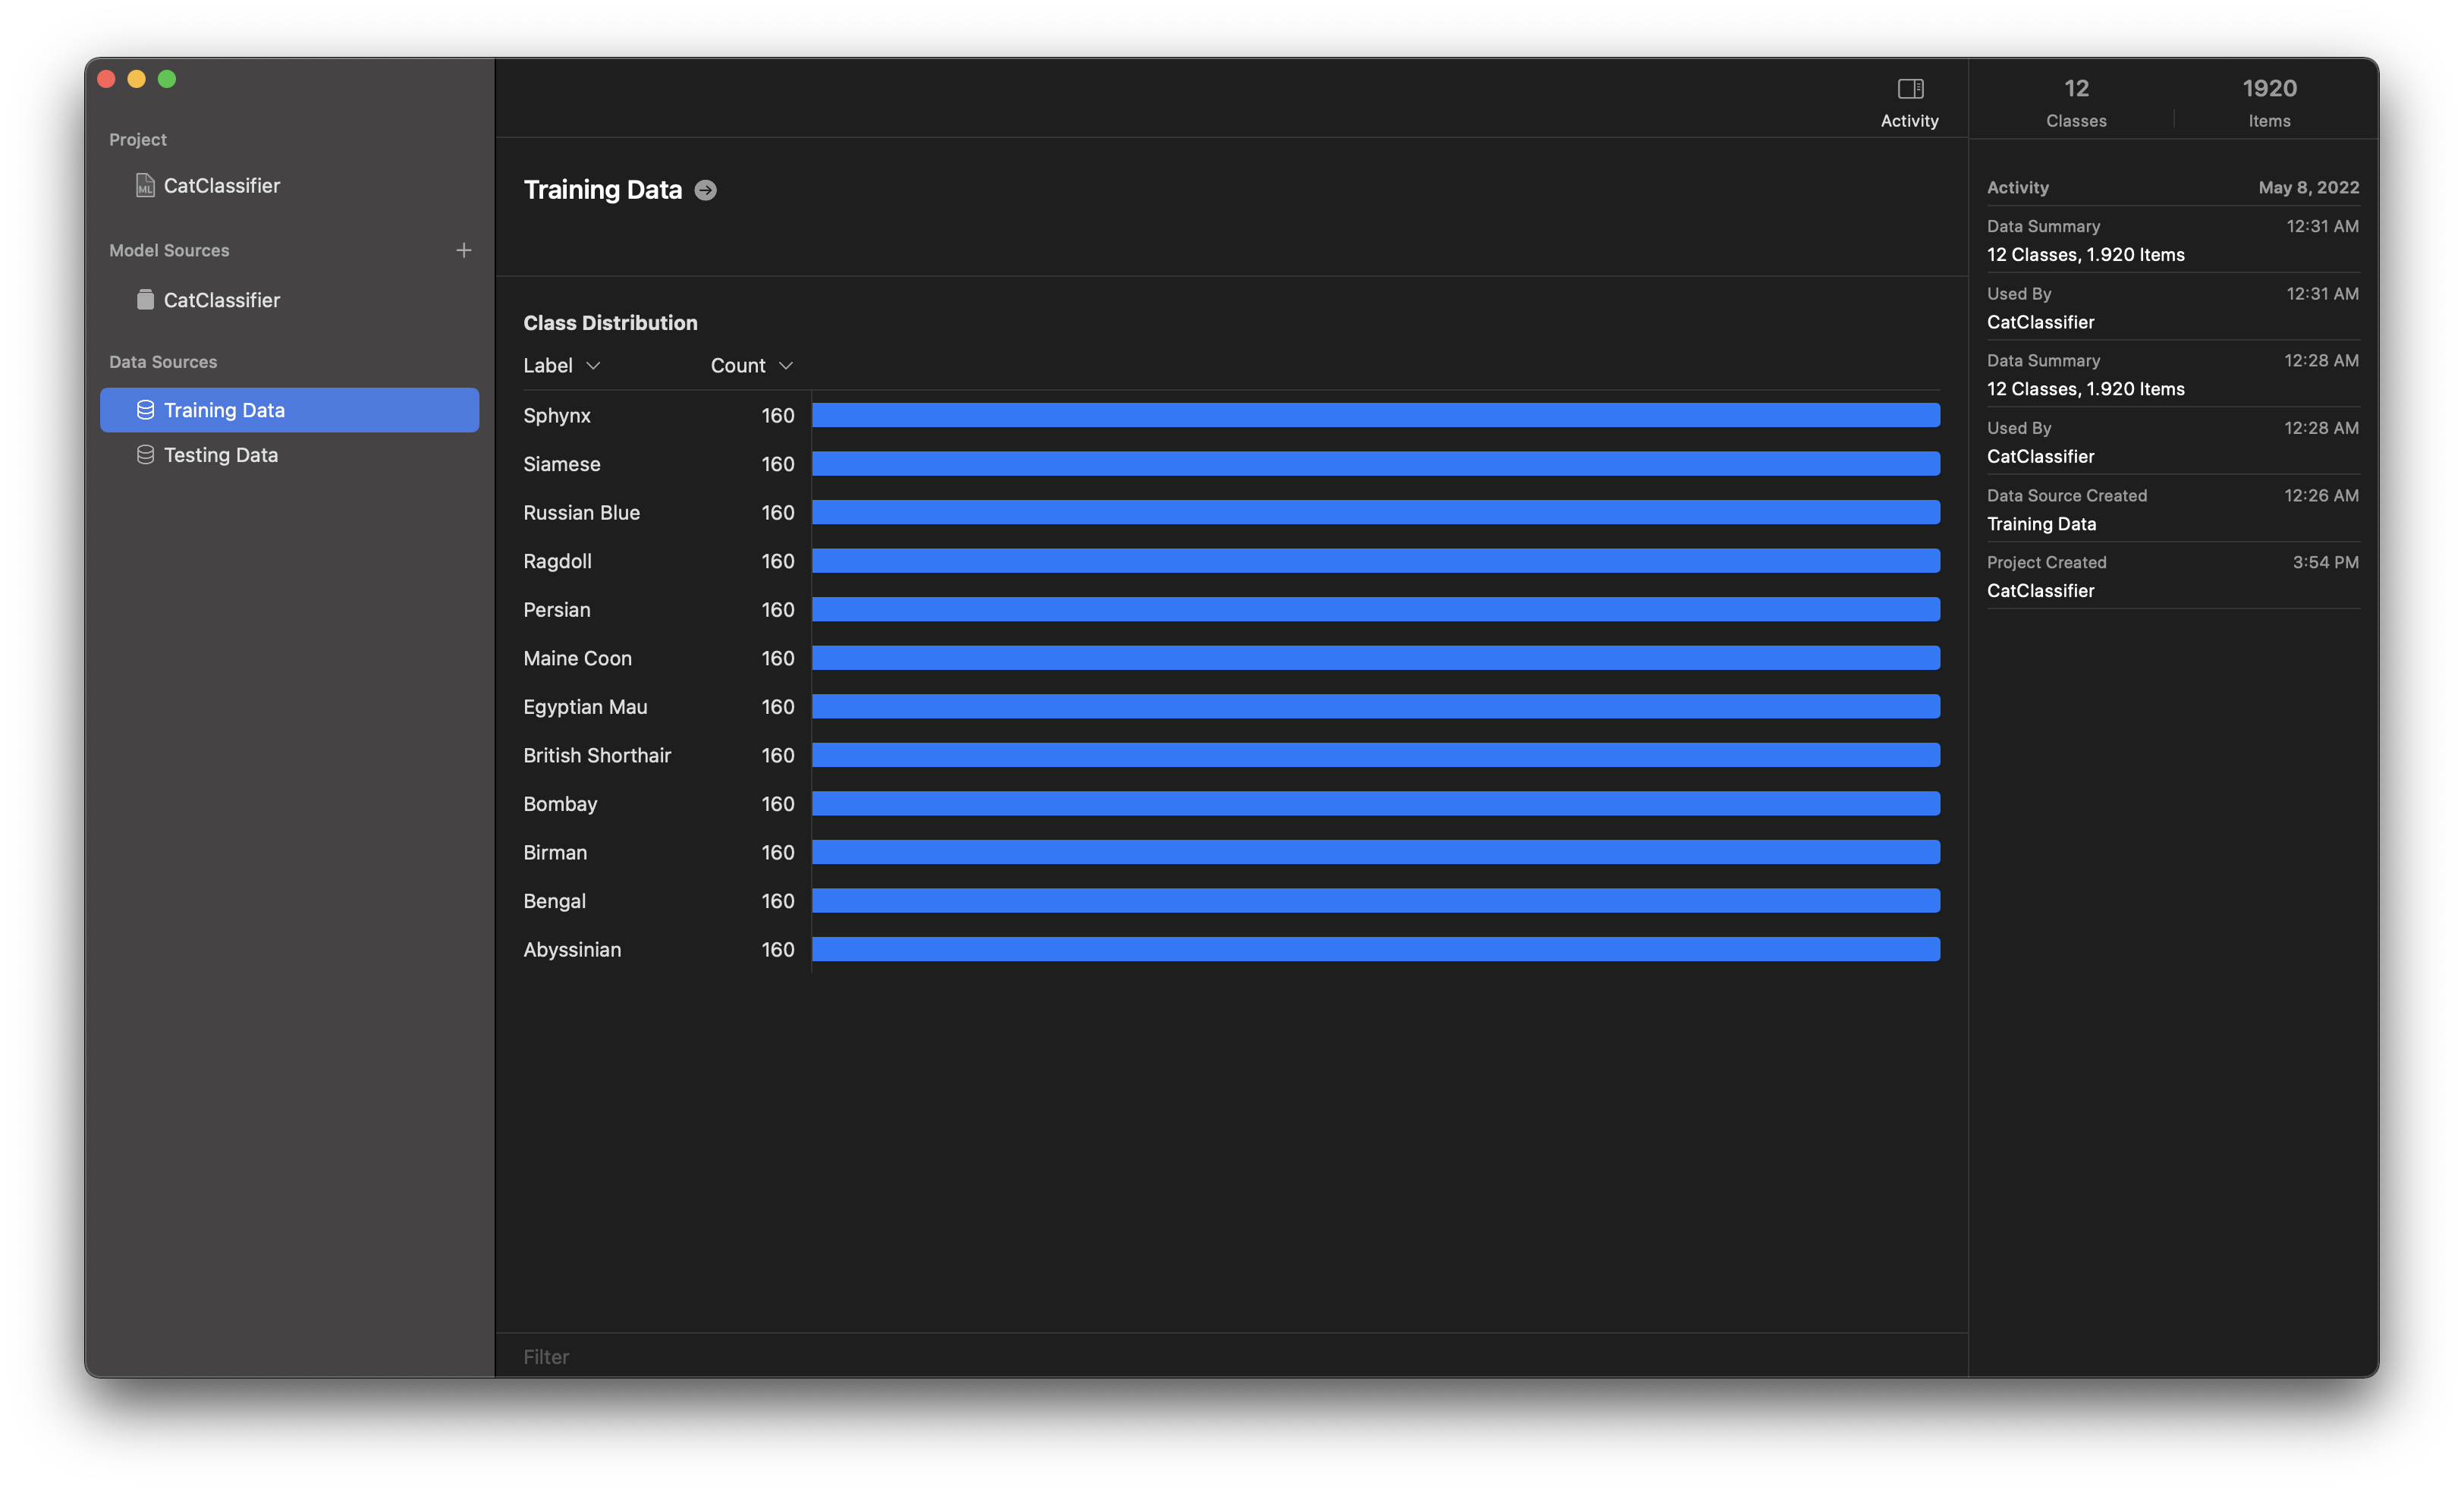 Project
CatClassifier
Model Sources
CatClassifier
Data Sources
Training Data
Testing Data
Activity
Training Data
Class Distribution
Label Count
Sphynx 160
Siamese 160
Russian Blue 160
Ragdoll 160
Persian 160
Maine Coon 160
Egyptian Mau 160
British Shorthair 160
Bombay 160
Birman 160
Bengal 160
Abyssinian 160
Filter
12 1920
Classes Items
Activity May 8, 2022
Data Summary 12:31 AM
12 Classes, 1.920 Items
Used By 12:31 AM
CatClassifier
Data Summary 12:28 AM
12 Classes, 1.920 Items
Used By 12:28 AM
CatClassifier
Data Source Created 12:26 AM
Training Data
Project Created 3:54 PM
CatClassifier